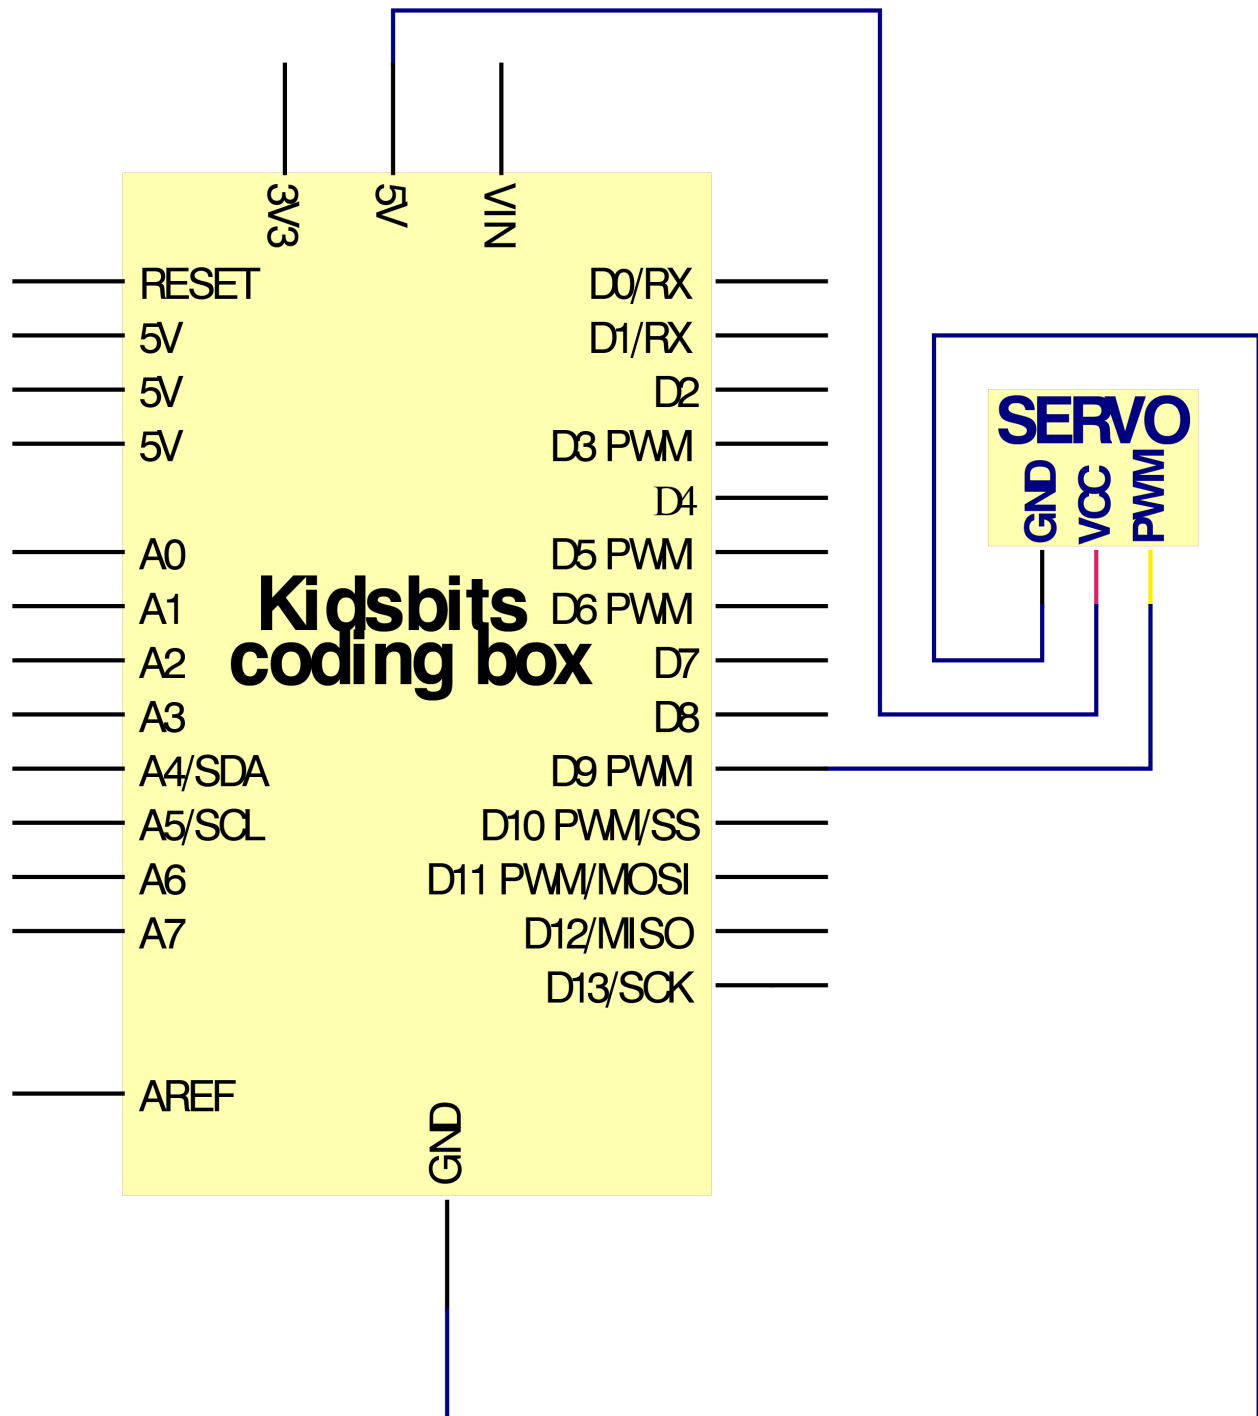 3V3
5V
VIN
RESET
5V
5V
5V
A0
A1
A2
A3
A4/SDA
A5/SCL
A6
A7
AREF
Kidsbits
coding box
D0/RX
D1/RX
D2
D3 PWM
D4
D5 PWM
D6 PWM
D7
D8
D9 PWM
D10 PWM/SS
D11 PWM/MOSI
D12/MISO
D13/SCK
GND
SERVO
GND
VCC
PWM